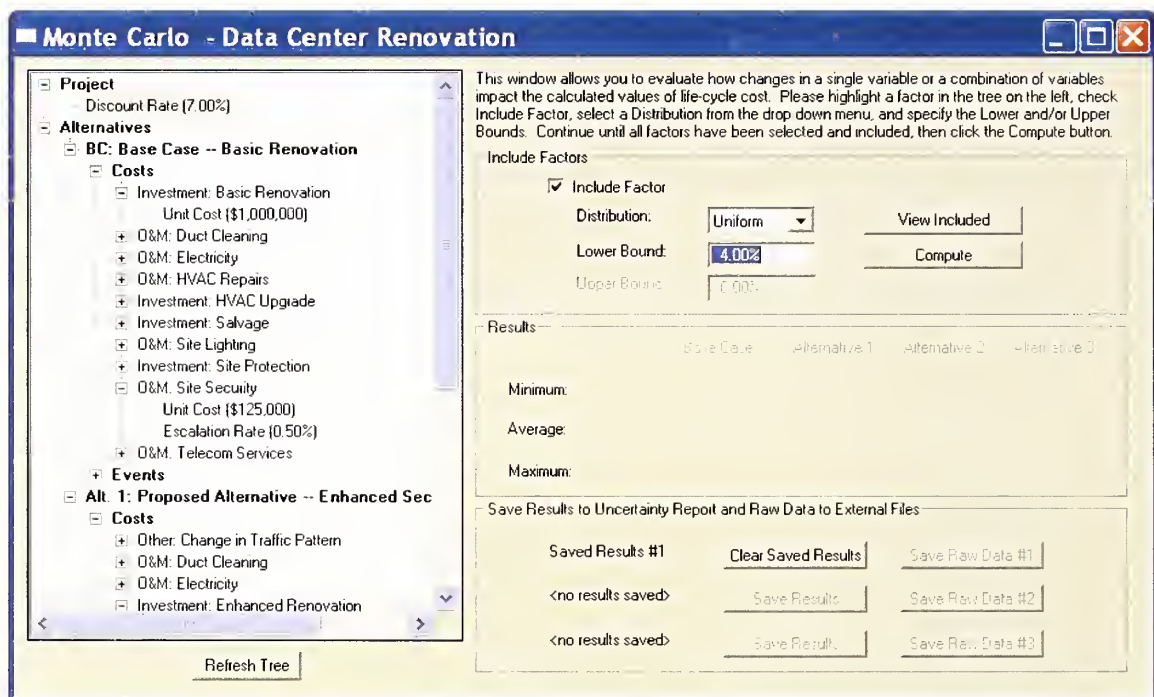 Monte Carlo - Data Center Renovation
Project
Discount Rate (7.00%)
Alternatives
BC: Base Case -- Basic Renovation
Costs
Investment: Basic Renovation
Unit Cost ($1,000,000)
O&M: Duct Cleaning
O&M: Electricity
O&M: HVAC Repairs
Investment: HVAC Upgrade
Investment: Salvage
O&M: Site Lighting
Investment: Site Protection
O&M: Site Security
Unit Cost ($125,000)
Escalation Rate (0.50%)
O&M: Telecom Services
Events
Alt. 1: Proposed Alternative -- Enhanced Sec
Costs
Other: Change in Traffic Pattern
O&M: Duct Cleaning
O&M: Electricity
Investment: Enhanced Renovation
Refresh Tree
This window allows you to evaluate how changes in a single variable or a combination of variables
impact the calculated values of life-cycle cost. Please highlight a factor in the tree on the left, check
Include Factor, select a Distribution from the drop down menu, and specify the Lower and/or Upper
Bounds. Continue until all factors have been selected and included, then click the Compute button.
Include Factors
Include Factor
Distribution: Uniform View Included
Lower Bound: 4.00% Compute
Upper Bound: 0.00%
Results
Base Case Alternative 1 Alternative 2 Alternative 3
Minimum:
Average:
Maximum:
Save Results to Uncertainty Report and Raw Data to External Files
Saved Results #1 Clear Saved Results Save Raw Data #1
<no results saved> Save Results Save Raw Data #2
<no results saved> Save Results Save Raw Data #3